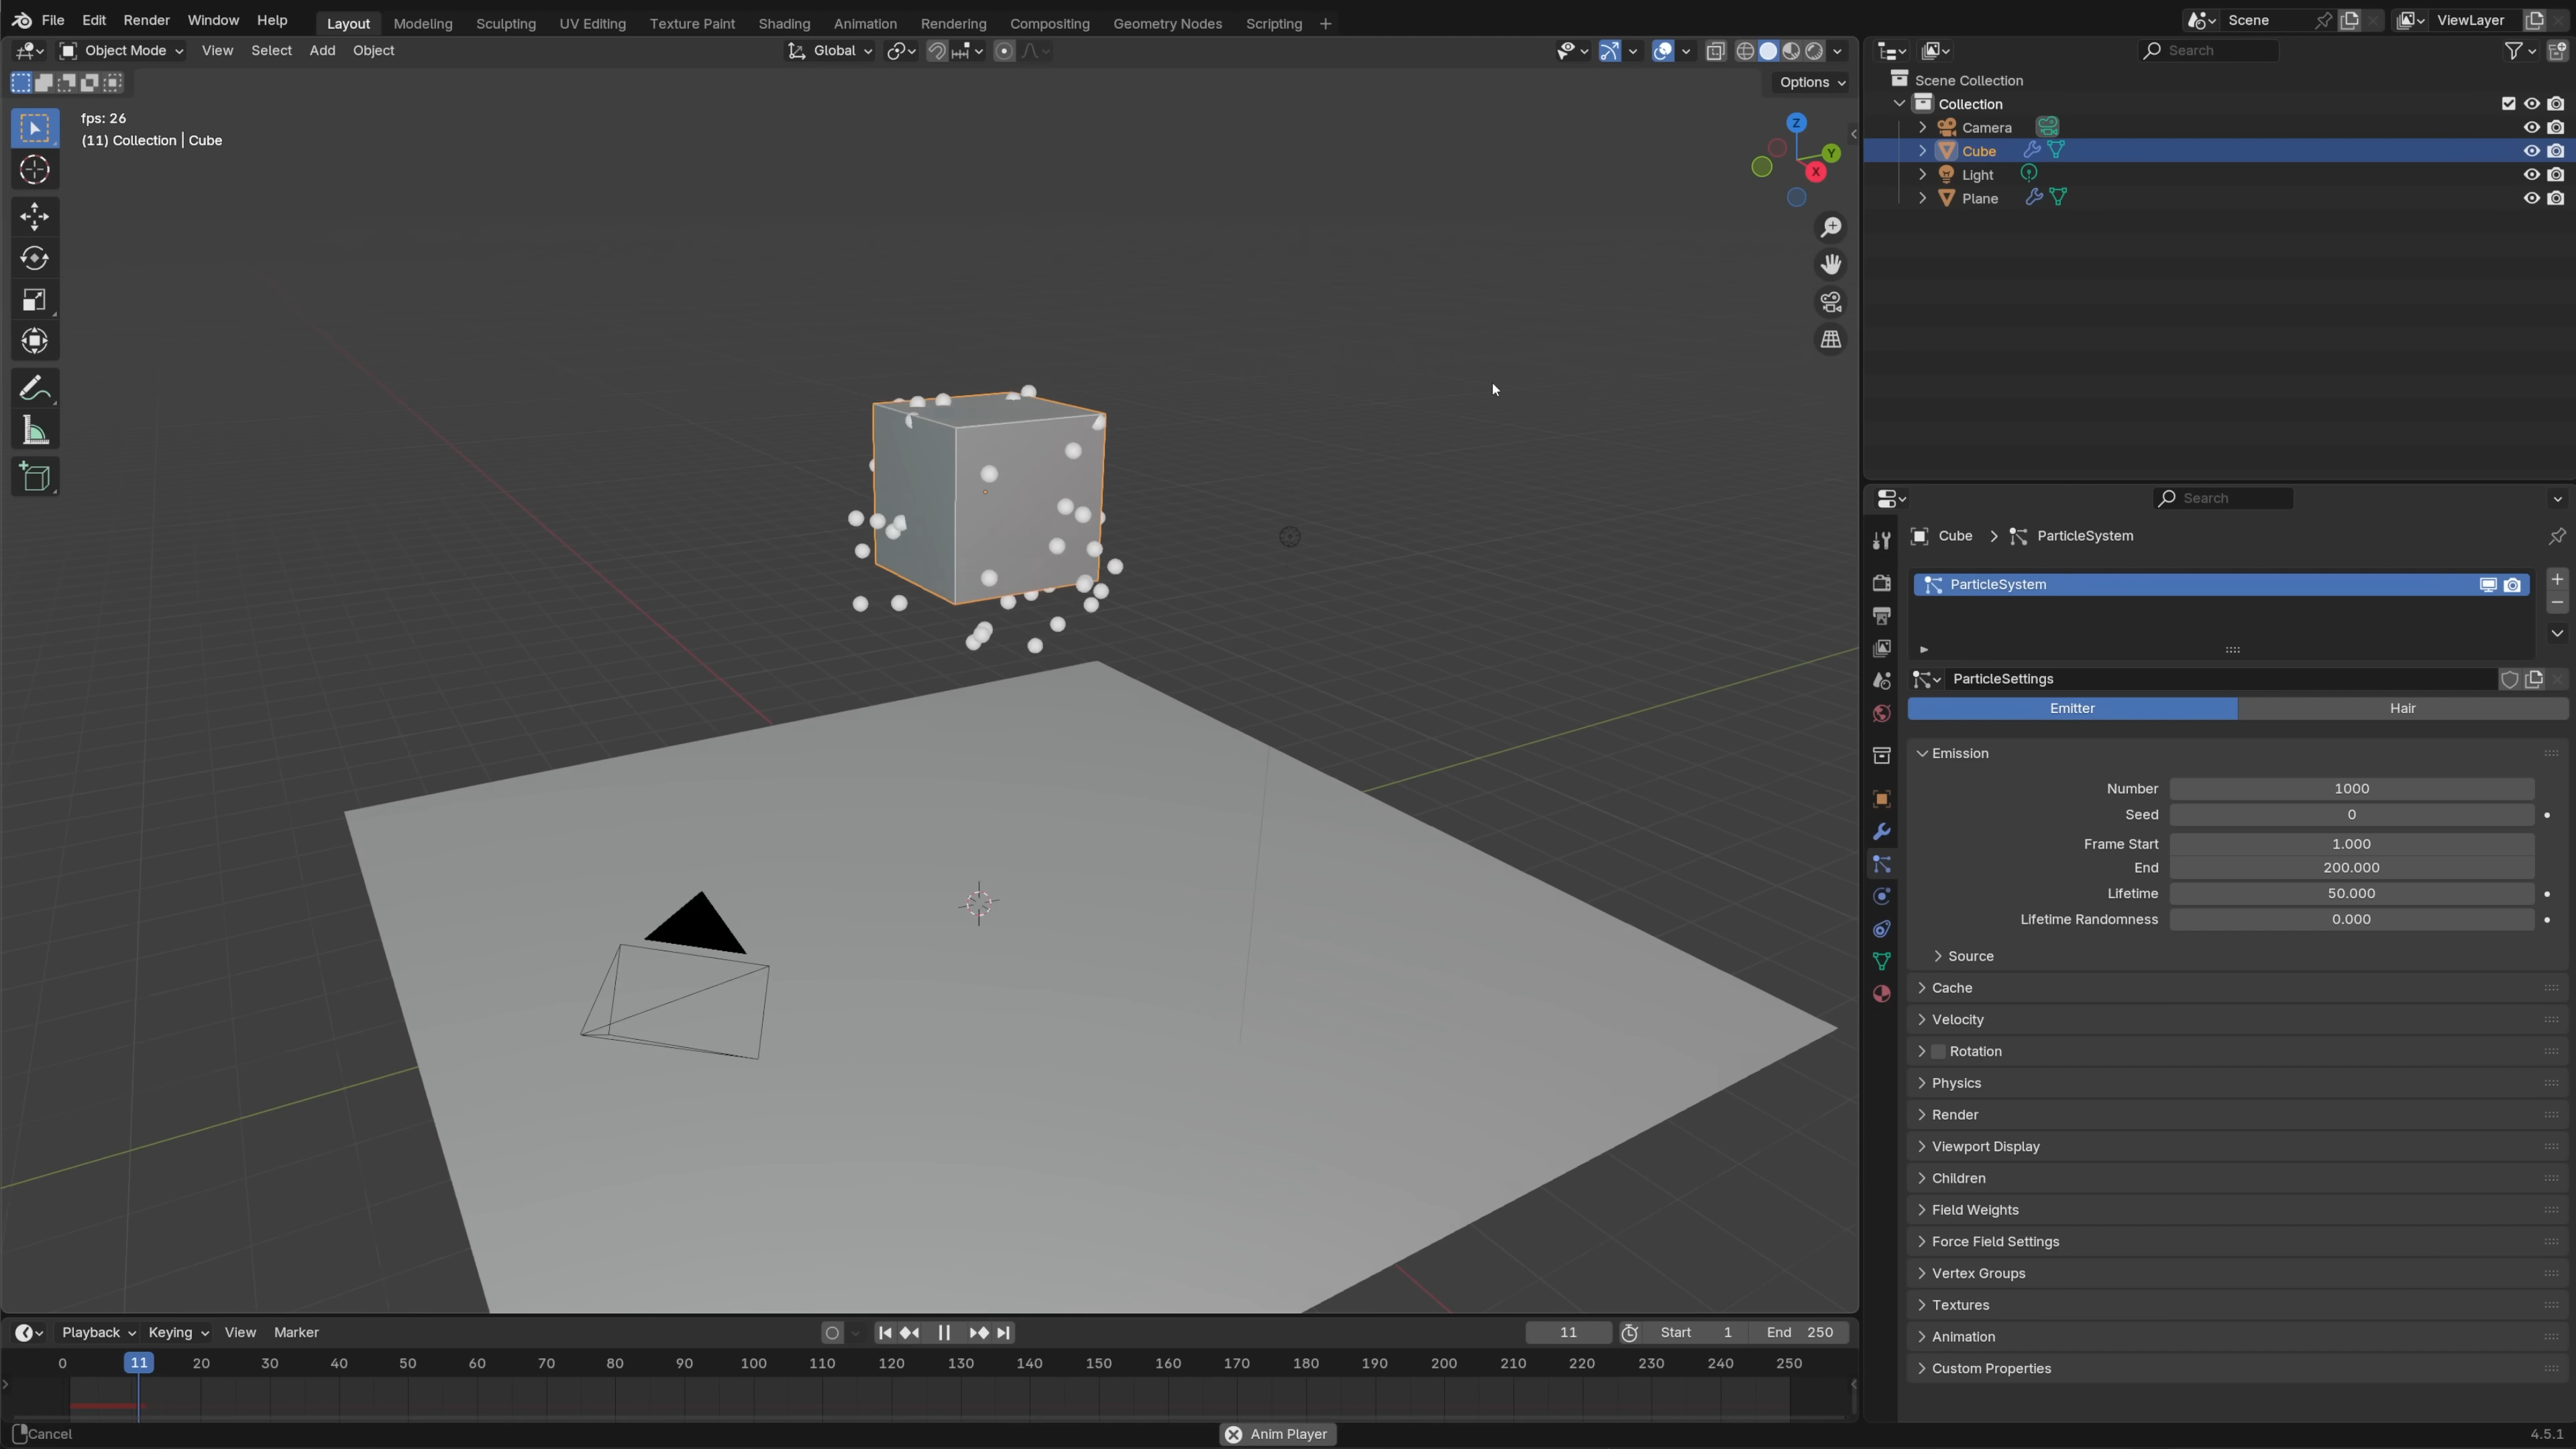 File Edit Render Window Help Layout Modeling Sculpting UV Editing Texture Paint Shading Animation Rendering Compositing Geometry Nodes Scripting + Scene ViewLayer
Object Mode View Select Add Object Global Search
Options
fps: 26
(11) Collection | Cube
Z
Y
X
Scene Collection
Collection
Camera
Cube
Light
Plane
Search
Cube > ParticleSystem
ParticleSystem
ParticleSettings
Emitter Hair
Emission
Number 1000
Seed 0
Frame Start 1.000
End 200.000
Lifetime 50.000
Lifetime Randomness 0.000
Source
Cache
Velocity
Rotation
Physics
Render
Viewport Display
Children
Field Weights
Force Field Settings
Vertex Groups
Textures
Animation
Custom Properties
Playback Keying View Marker 11 Start 1 End 250
0 11 20 30 40 50 60 70 80 90 100 110 120 130 140 150 160 170 180 190 200 210 220 230 240 250
Cancel Anim Player 4.5.1